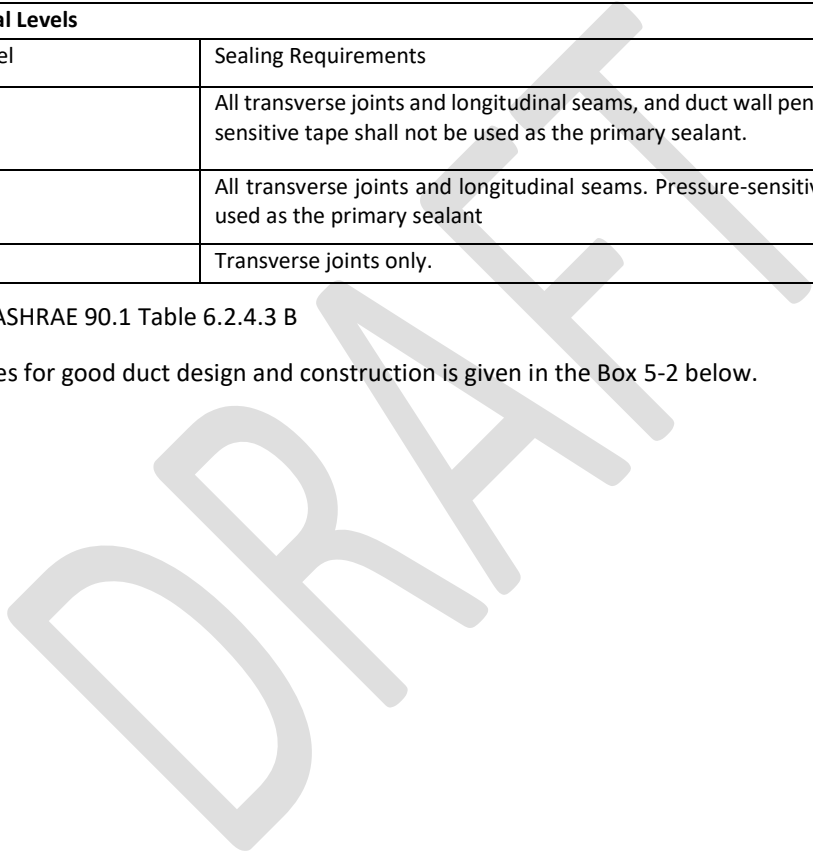 al Levels
el Sealing Requirements
All transverse joints and longitudinal seams, and duct wall pen
sensitive tape shall not be used as the primary sealant.
All transverse joints and longitudinal seams. Pressure-sensitiv
used as the primary sealant
Transverse joints only.
ASHRAE 90.1 Table 6.2.4.3 B
es for good duct design and construction is given in the Box 5-2 below.
DRAFT